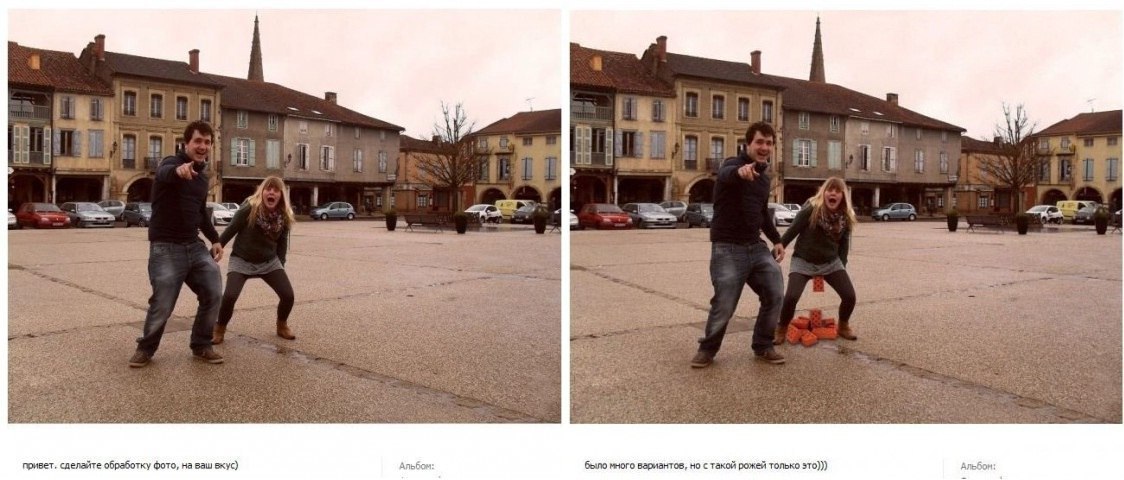 привет. сделайте обработку фото, на ваш вкус)
Альбом:
было много вариантов, но с такой рожей только это)))
Альбом: